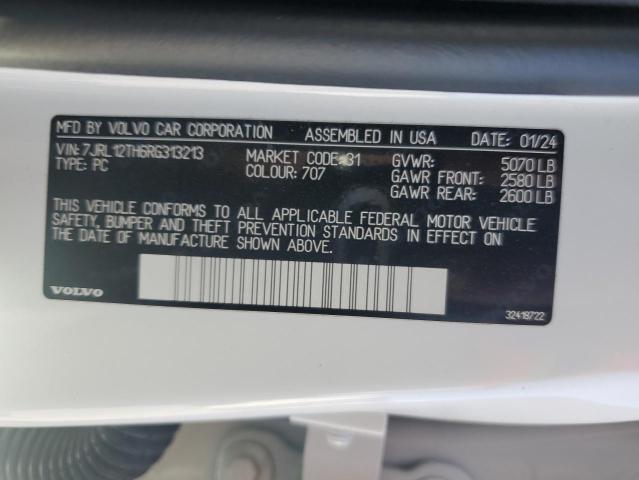 MFD BY VOLVO CAR CORPORATION ASSEMBLED IN USA DATE: 01/24
VIN: 7JRL12TH6RG313213 MARKET CODE: 31 GVWR: 5070 LB
TYPE: PC COLOUR: 707 GAWR FRONT: 2580 LB
GAWR REAR: 2600 LB
THIS VEHICLE CONFORMS TO ALL APPLICABLE FEDERAL MOTOR VEHICLE
SAFETY, BUMPER AND THEFT PREVENTION STANDARDS IN EFFECT ON
THE DATE OF MANUFACTURE SHOWN ABOVE.
VOLVO 32418722